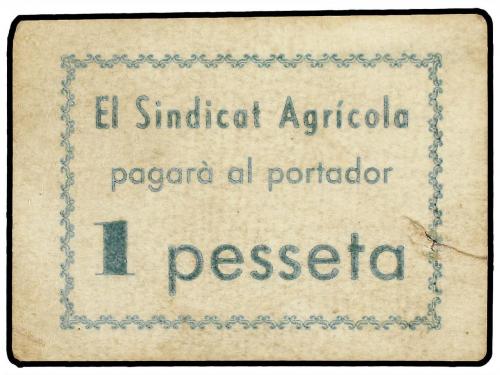 El Sindicat Agrícola
pagarà al portador
1 pesseta